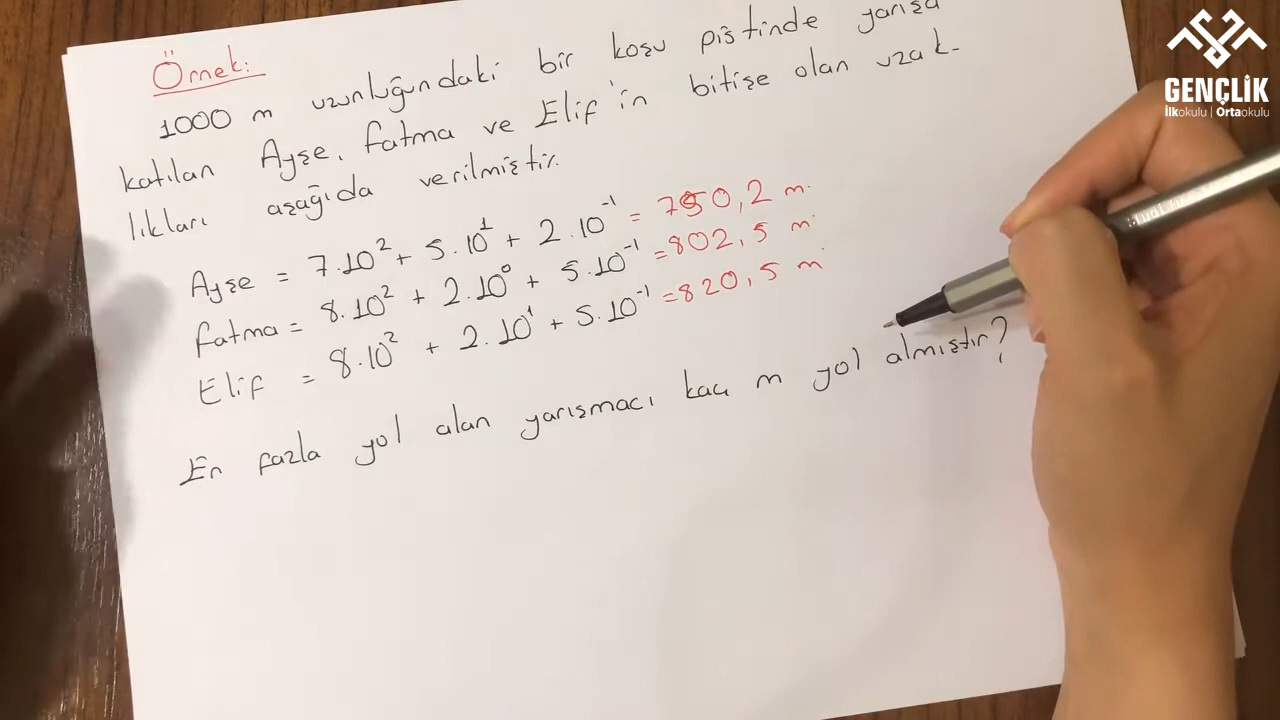 Örnek:
1000 m uzunluğundaki bir koşu pistinde yarışa
katılan Ayşe, Fatma ve Elif'in bitişe olan uzak-
lıkları aşağıda verilmiştir.
Ayşe = 7.10² + 5.10¹ + 2.10⁻¹ = 750,2 m.
Fatma = 8.10² + 2.10⁰ + 5.10⁻¹ = 802,5 m.
Elif = 8.10² + 2.10¹ + 5.10⁻¹ = 820,5 m.
En fazla yol alan yarışmacı kaç m yol almıştır?
GENÇLİK
İlkokulu | Ortaokulu